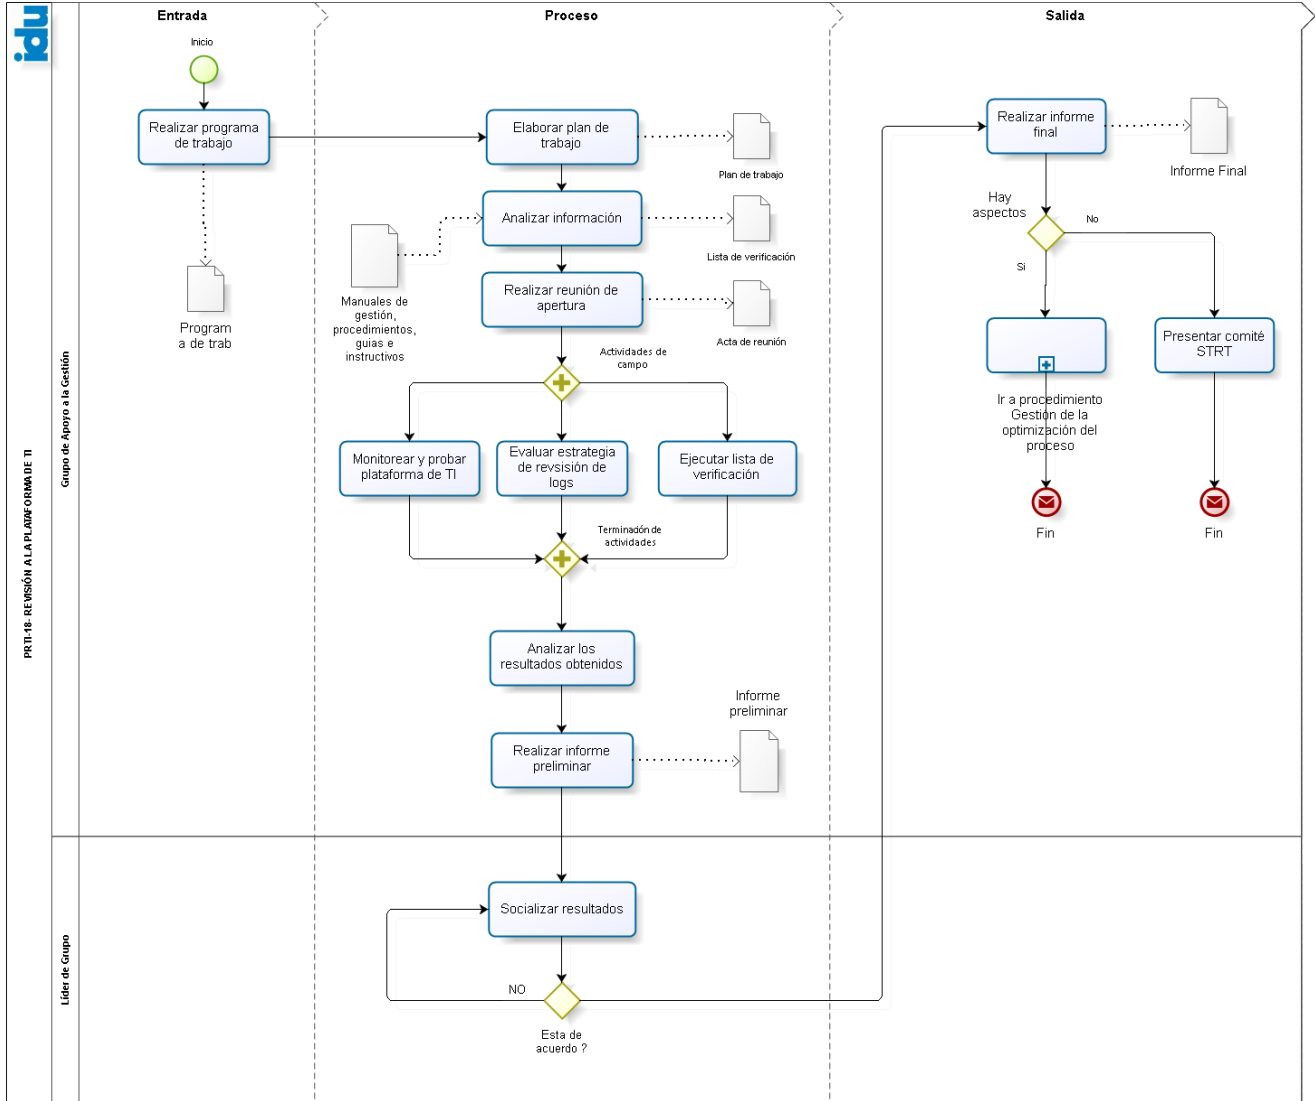 idu
Entrada
Proceso
Salida
PRTI-18- REVISIÓN A LA PLATAFORMA DE TI
Grupo de Apoyo a la Gestión
Líder de Grupo
Inicio
Realizar programa
de trabajo
Program
a de trab
Elaborar plan de
trabajo
Plan de trabajo
Analizar información
Lista de verificación
Manuales de
gestión,
procedimientos,
guias e
instructivos
Realizar reunión de
apertura
Acta de reunión
Actividades de
campo
Monitorear y probar
plataforma de TI
Evaluar estrategia
de revsisión de
logs
Ejecutar lista de
verificación
Terminación de
actividades
Analizar los
resultados obtenidos
Realizar informe
preliminar
Informe
preliminar
Socializar resultados
NO
Esta de
acuerdo ?
Realizar informe
final
Informe Final
Hay
aspectos
No
Si
Presentar comité
STRT
Ir a procedimiento
Gestión de la
optimización del
proceso
Fin
Fin